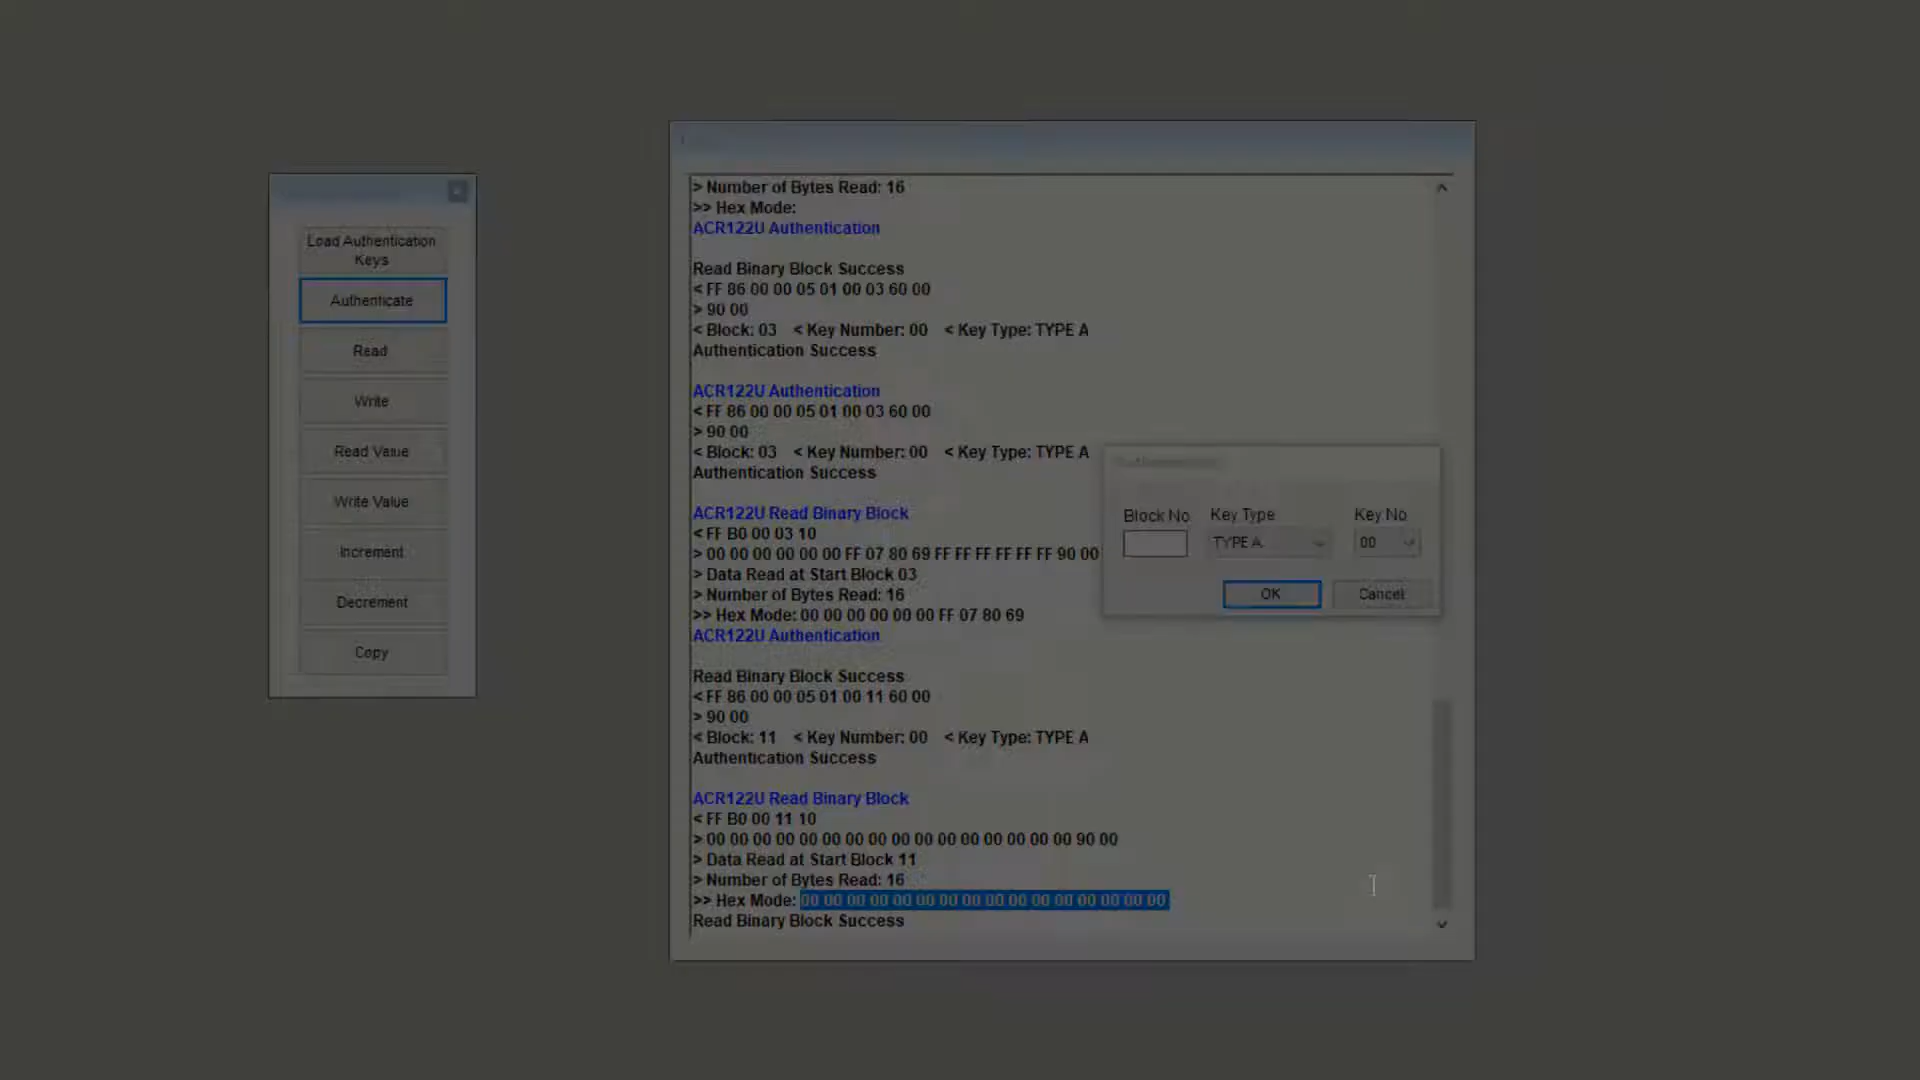 Load Authentication
Keys
Authenticate
Read
Write
Read Value
Write Value
Increment
Decrement
Copy
> Number of Bytes Read: 16
>> Hex Mode:
ACR122U Authentication
Read Binary Block Success
< FF 86 00 00 05 01 00 03 60 00
> 90 00
< Block: 03 < Key Number: 00 < Key Type: TYPE A
Authentication Success
ACR122U Authentication
< FF 86 00 00 05 01 00 03 60 00
> 90 00
< Block: 03 < Key Number: 00 < Key Type: TYPE A
Authentication Success
ACR122U Read Binary Block
< FF B0 00 03 10
> 00 00 00 00 00 00 FF 07 80 69 FF FF FF FF FF FF 90 00
> Data Read at Start Block 03
> Number of Bytes Read: 16
>> Hex Mode: 00 00 00 00 00 00 FF 07 80 69
ACR122U Authentication
Read Binary Block Success
< FF 86 00 00 05 01 00 11 60 00
> 90 00
< Block: 11 < Key Number: 00 < Key Type: TYPE A
Authentication Success
ACR122U Read Binary Block
< FF B0 00 11 10
> 00 00 00 00 00 00 00 00 00 00 00 00 00 00 00 00 90 00
> Data Read at Start Block 11
> Number of Bytes Read: 16
>> Hex Mode: 00 00 00 00 00 00 00 00 00 00 00 00 00 00 00 00
Read Binary Block Success
Block No Key Type Key No
TYPE A 00
OK Cancel